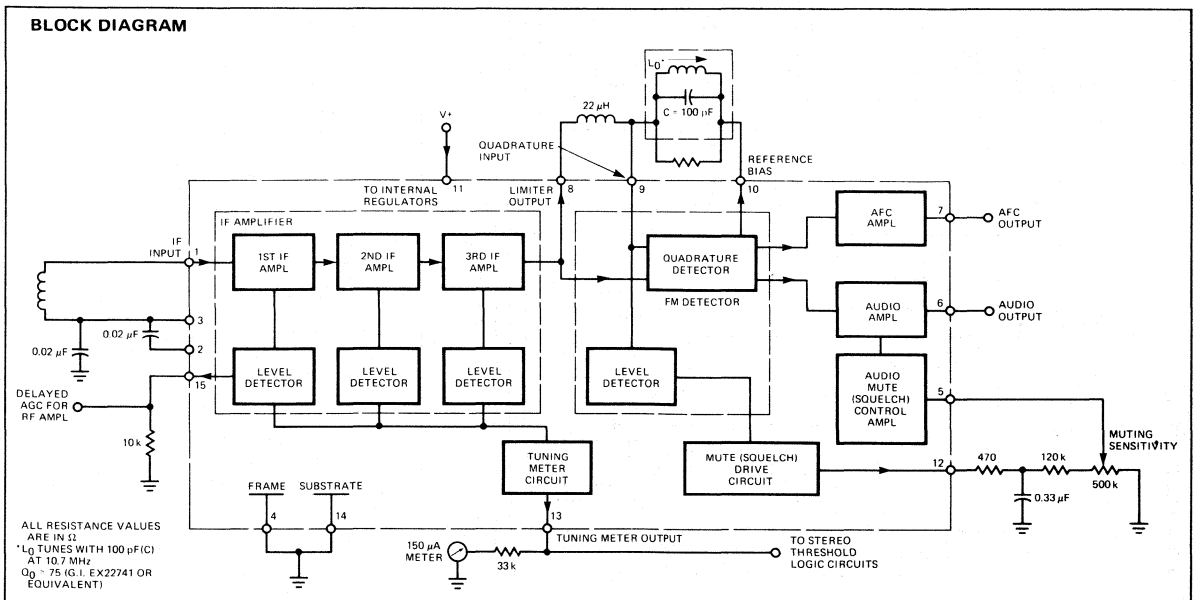 BLOCK DIAGRAM
L0*
C = 100 pF
22 µH
V+
QUADRATURE
INPUT
REFERENCE
BIAS
TO INTERNAL
REGULATORS
11
LIMITER
OUTPUT
8
9
10
IF AMPLIFIER
IF
INPUT
1
1ST IF
AMPL
2ND IF
AMPL
3RD IF
AMPL
QUADRATURE
DETECTOR
FM DETECTOR
AFC
AMPL
7
AFC
OUTPUT
AUDIO
AMPL
6
AUDIO
OUTPUT
3
0.02 µF
2
0.02 µF
15
LEVEL
DETECTOR
LEVEL
DETECTOR
LEVEL
DETECTOR
LEVEL
DETECTOR
AUDIO
MUTE
(SQUELCH)
CONTROL
AMPL
5
DELAYED
AGC FOR
RF AMPL
10k
MUTING
SENSITIVITY
TUNING
METER
CIRCUIT
MUTE (SQUELCH)
DRIVE
CIRCUIT
12
470
120k
500k
0.33 µF
FRAME
SUBSTRATE
4
14
13
TUNING METER OUTPUT
150 µA
METER
33k
TO STEREO
THRESHOLD
LOGIC CIRCUITS
ALL RESISTANCE VALUES
ARE IN Ω
*L0 TUNES WITH 100 pF(C)
AT 10.7 MHz
Q0 ~ 75 (G.I. EX22741 OR
EQUIVALENT)